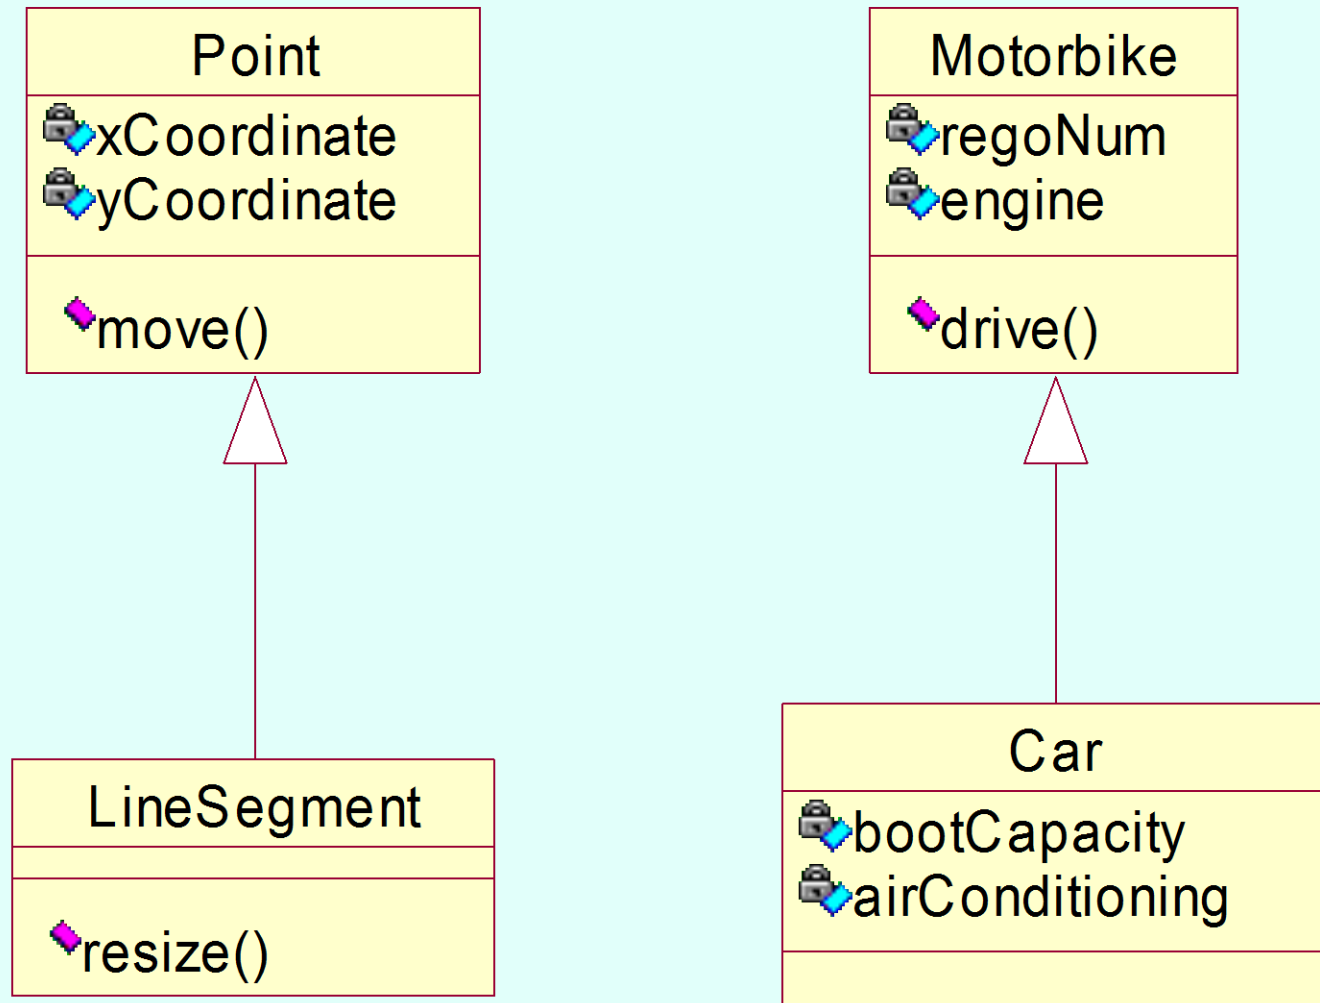 Point
xCoordinate
yCoordinate
move()
LineSegment
resize()
Motorbike
regoNum
engine
drive()
Car
bootCapacity
airConditioning